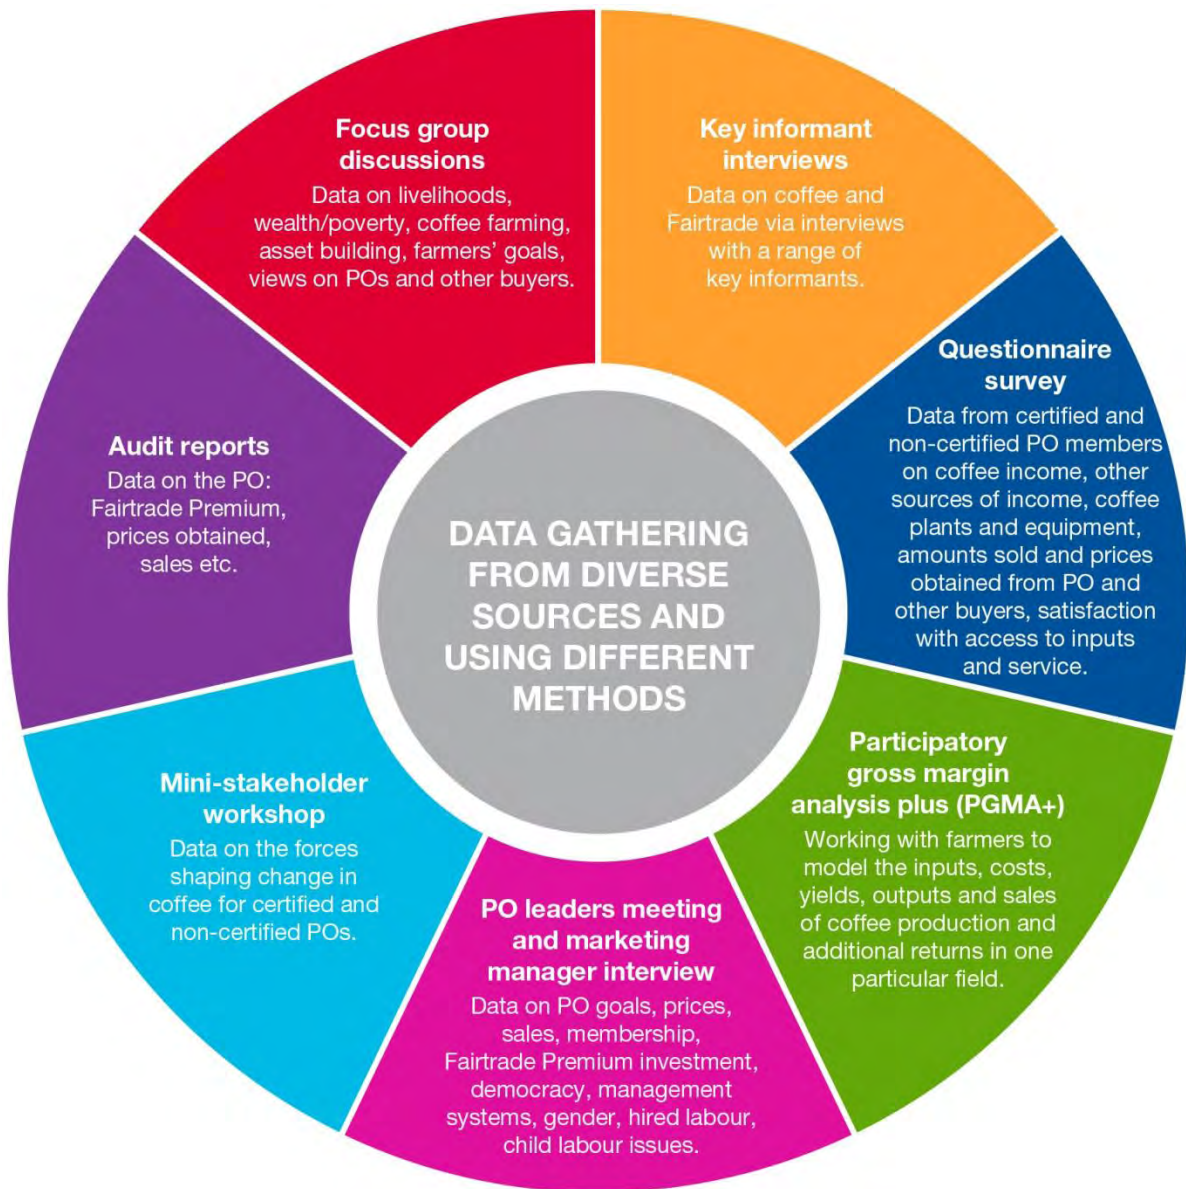 Focus group
discussions
Data on livelihoods,
wealth/poverty, coffee farming,
asset building, farmers’ goals,
views on POs and other buyers.
Key informant
interviews
Data on coffee and
Fairtrade via interviews
with a range of
key informants.
Questionnaire
survey
Data from certified and
non-certified PO members
on coffee income, other
sources of income, coffee
plants and equipment,
amounts sold and prices
obtained from PO and
other buyers, satisfaction
with access to inputs
and service.
Participatory
gross margin
analysis plus (PGMA+)
Working with farmers to
model the inputs, costs,
yields, outputs and sales
of coffee production and
additional returns in one
particular field.
PO leaders meeting
and marketing
manager interview
Data on PO goals, prices,
sales, membership,
Fairtrade Premium investment,
democracy, management
systems, gender, hired labour,
child labour issues.
Mini-stakeholder
workshop
Data on the forces
shaping change in
coffee for certified and
non-certified POs.
Audit reports
Data on the PO:
Fairtrade Premium,
prices obtained,
sales etc.
DATA GATHERING
FROM DIVERSE
SOURCES AND
USING DIFFERENT
METHODS